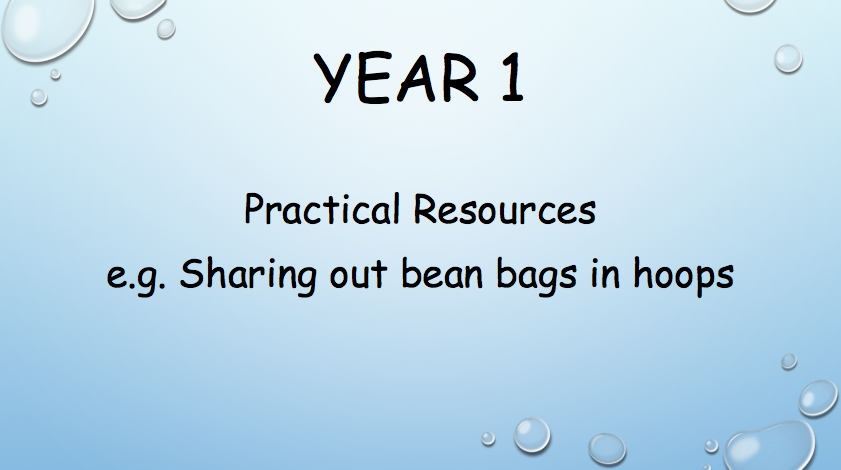 YEAR 1
Practical Resources
e.g. Sharing out bean bags in hoops